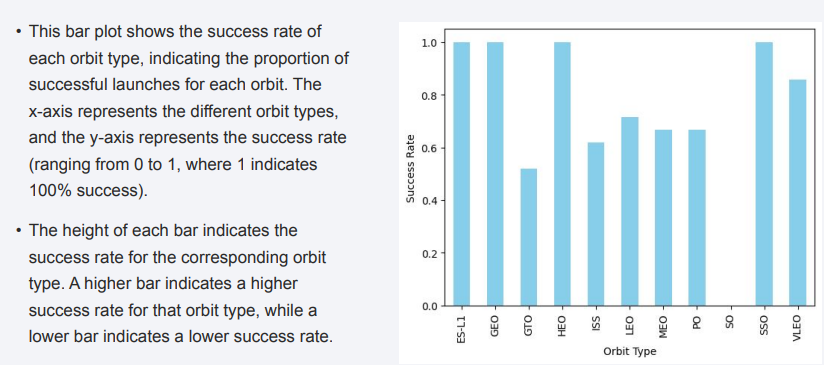 • This bar plot shows the success rate of
each orbit type, indicating the proportion of
successful launches for each orbit. The
x-axis represents the different orbit types,
and the y-axis represents the success rate
(ranging from 0 to 1, where 1 indicates
100% success).
• The height of each bar indicates the
success rate for the corresponding orbit
type. A higher bar indicates a higher
success rate for that orbit type, while a
lower bar indicates a lower success rate.
Success Rate
1.0
0.8
0.6
0.4
0.2
0.0
ES-L1
GEO
GTO
HEO
ISS
LEO
MEO
PO
SO
SSO
VLEO
Orbit Type